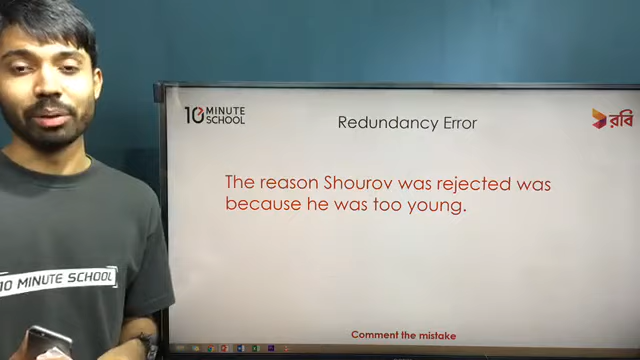 10 MINUTE
SCHOOL
Redundancy Error
রবি
The reason Shourov was rejected was
because he was too young.
10 MINUTE SCHOOL
Comment the mistake